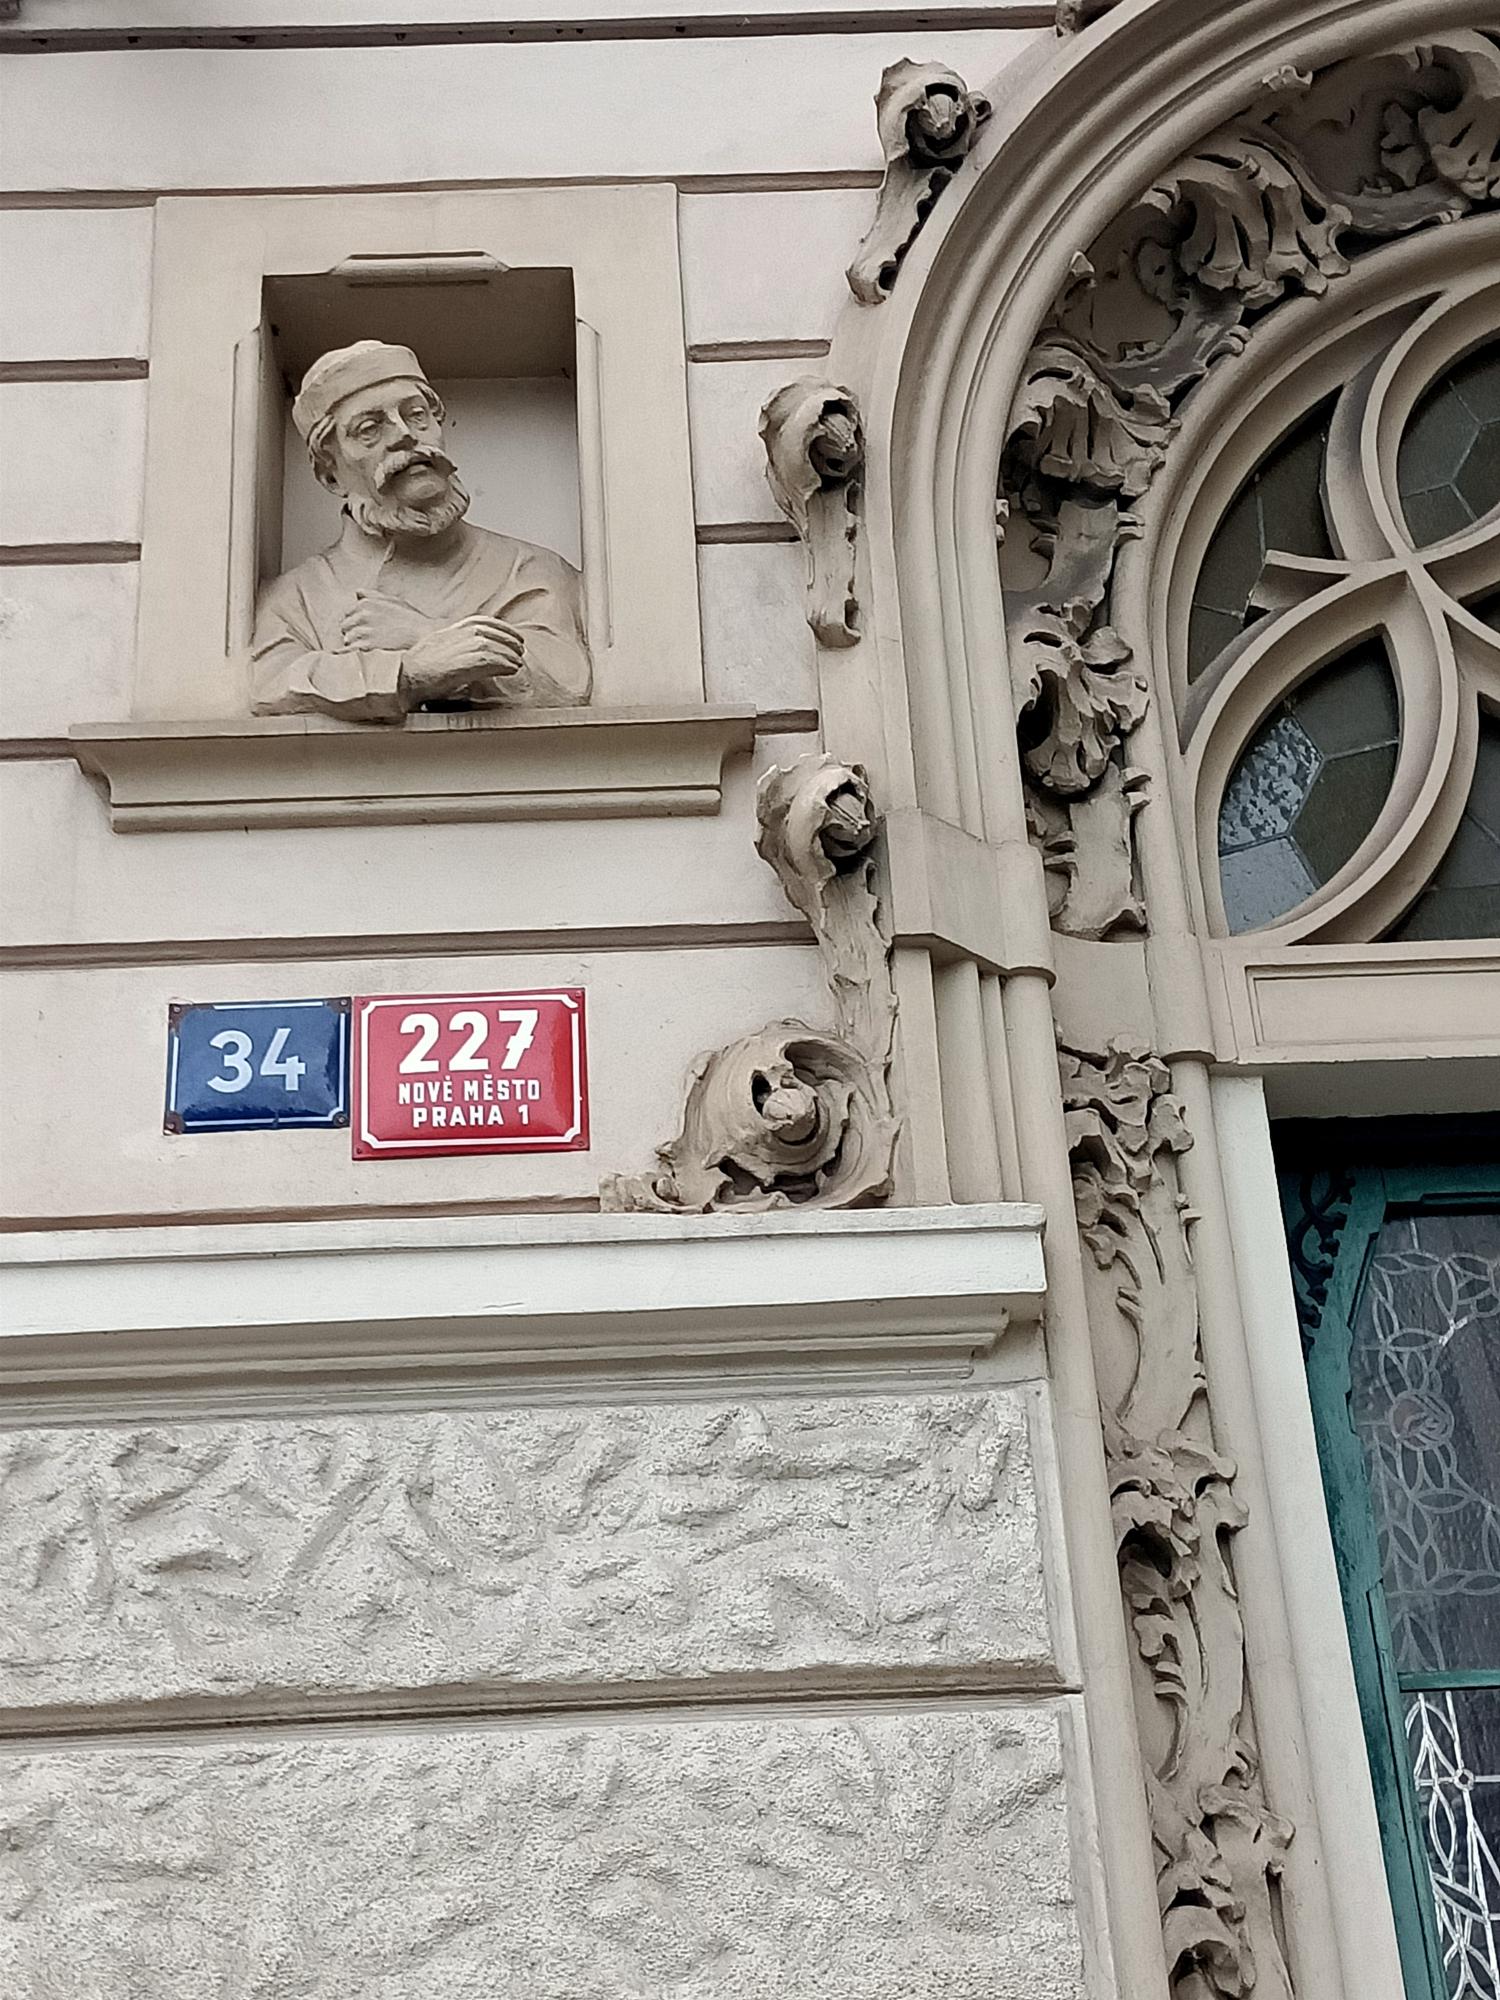 34
227
NOVÉ MĚSTO
PRAHA 1